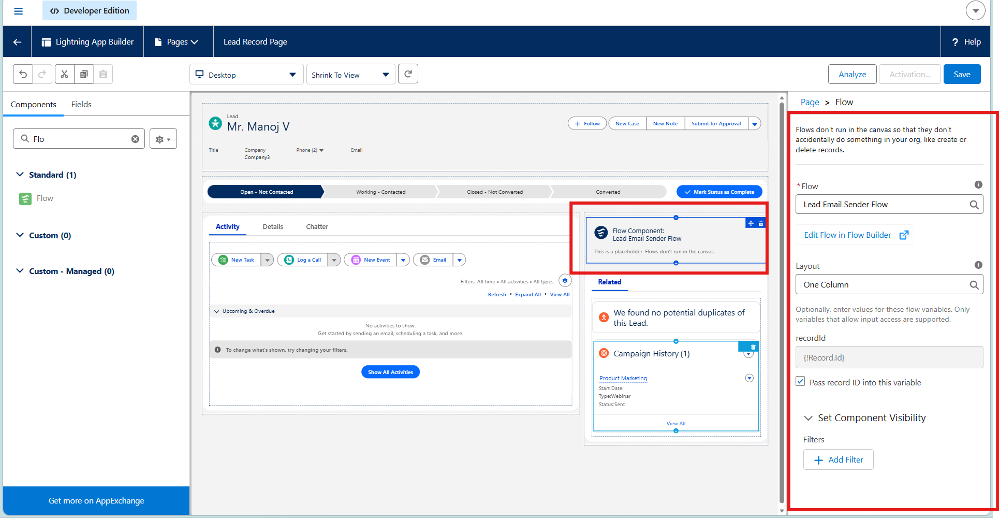 Developer Edition
Lightning App Builder
Pages
Lead Record Page
? Help
Desktop
Shrink To View
Analyze
Activation...
Save
Components
Fields
Flo
Standard (1)
Flow
Custom (0)
Custom - Managed (0)
Get more on AppExchange
Lead
Mr. Manoj V
+ Follow
New Case
New Note
Submit for Approval
Title
Company
Phone (2)
Email
Company3
Open - Not Contacted
Working - Contacted
Closed - Not Converted
Converted
Mark Status as Complete
Activity
Details
Chatter
New Task
Log a Call
New Event
Email
Filters: All time • All activities • All types
Refresh • Expand All • View All
Upcoming & Overdue
No activities to show.
Get started by sending an email, scheduling a task, and more.
To change what's shown, try changing your filters.
Show All Activities
Flow Component:
Lead Email Sender Flow
This is a placeholder. Flows don't run in the canvas.
Related
We found no potential duplicates of
this Lead.
Campaign History (1)
Product Marketing
Start Date:
Type:Webinar
Status:Sent
View All
Page > Flow
Flows don't run in the canvas so that they don't
accidentally do something in your org, like create or
delete records.
* Flow
Lead Email Sender Flow
Edit Flow in Flow Builder
Layout
One Column
Optionally, enter values for these flow variables. Only
variables that allow input access are supported.
recordId
{!Record.Id}
Pass record ID into this variable
Set Component Visibility
Filters
+ Add Filter